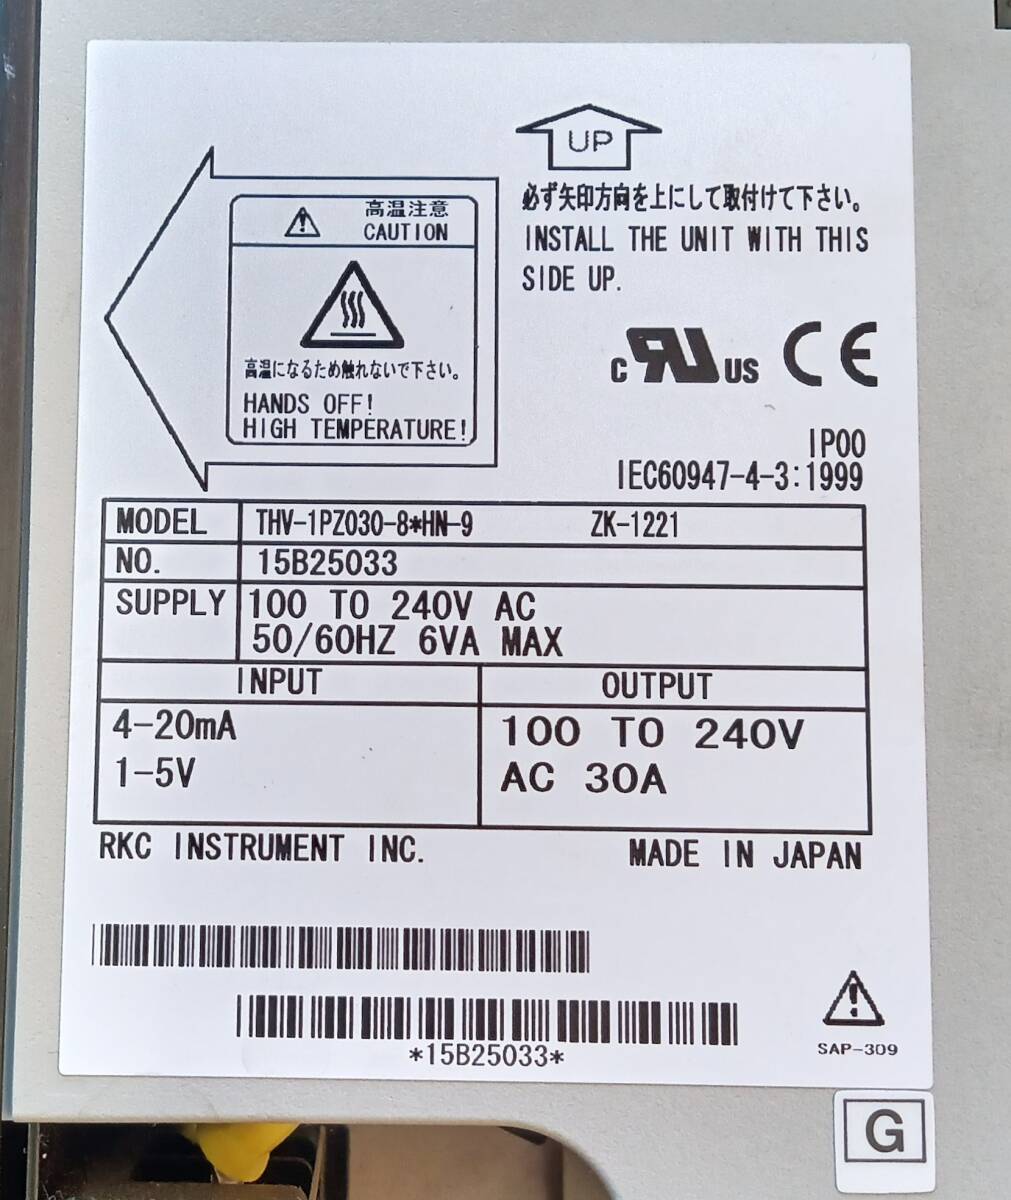 UP
必ず矢印方向を上にして取付けて下さい。
INSTALL THE UNIT WITH THIS
SIDE UP.
高温注意
CAUTION
高温になるため触れないで下さい。
HANDS OFF!
HIGH TEMPERATURE!
c RU US CE
IP00
IEC60947-4-3:1999
MODEL THV-1PZ030-8*HN-9 ZK-1221
NO. 15B25033
SUPPLY 100 TO 240V AC
50/60HZ 6VA MAX
INPUT OUTPUT
4-20mA 100 TO 240V
1-5V AC 30A
RKC INSTRUMENT INC. MADE IN JAPAN
*15B25033*
SAP-309
G